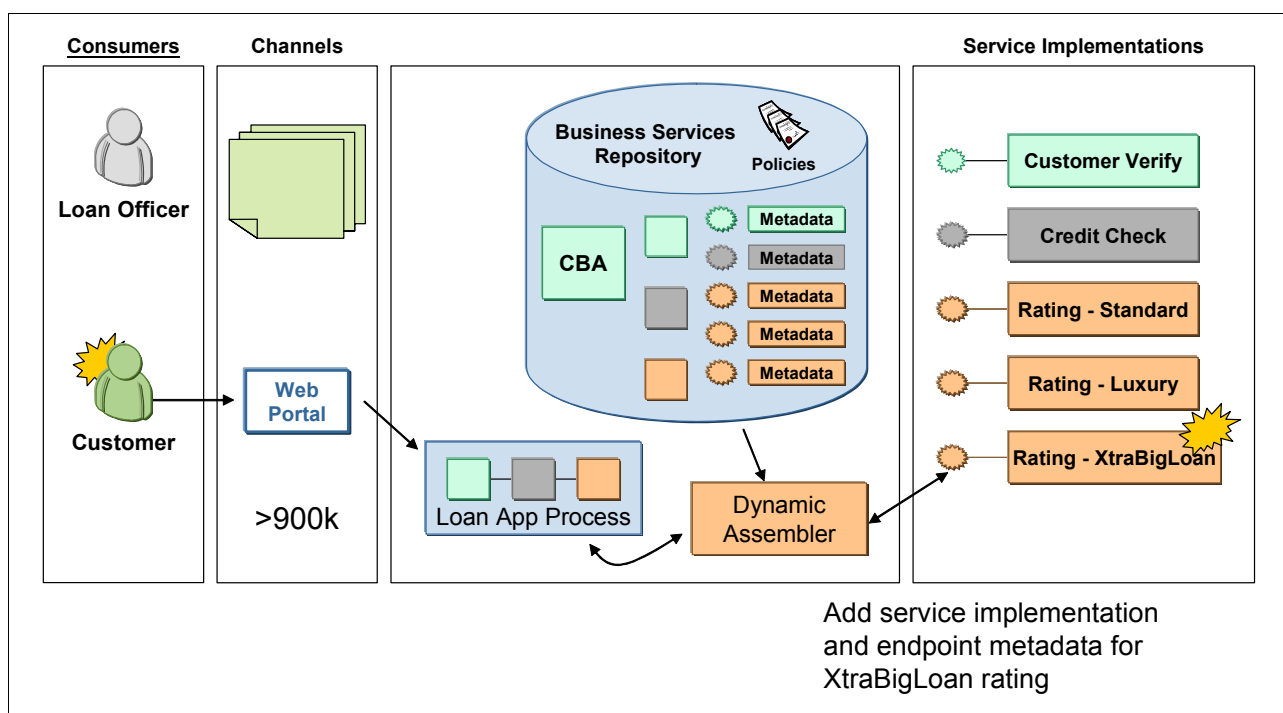 Consumers
Channels
Service Implementations
Loan Officer
Customer
Web
Portal
>900k
Business Services
Repository
Policies
CBA
Metadata
Metadata
Metadata
Metadata
Metadata
Loan App Process
Dynamic
Assembler
Customer Verify
Credit Check
Rating - Standard
Rating - Luxury
Rating - XtraBigLoan
Add service implementation
and endpoint metadata for
XtraBigLoan rating